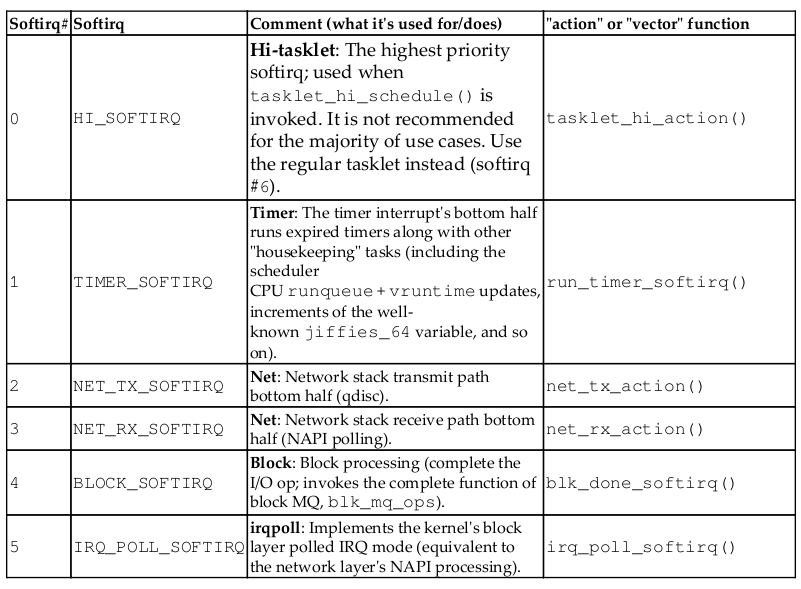 Softirq# Softirq Comment (what it's used for/does) "action" or "vector" function
0 HI_SOFTIRQ
Hi-tasklet: The highest priority
softirq; used when
tasklet_hi_schedule() is
invoked. It is not recommended
for the majority of use cases. Use
the regular tasklet instead (softirq
#6).
tasklet_hi_action()
1 TIMER_SOFTIRQ
Timer: The timer interrupt's bottom half
runs expired timers along with other
"housekeeping" tasks (including the
scheduler
CPU runqueue + vruntime updates,
increments of the well-
known jiffies_64 variable, and so
on).
run_timer_softirq()
2 NET_TX_SOFTIRQ
Net: Network stack transmit path
bottom half (qdisc).
net_tx_action()
3 NET_RX_SOFTIRQ
Net: Network stack receive path bottom
half (NAPI polling).
net_rx_action()
4 BLOCK_SOFTIRQ
Block: Block processing (complete the
I/O op; invokes the complete function of
block MQ, blk_mq_ops).
blk_done_softirq()
5 IRQ_POLL_SOFTIRQ
irqpoll: Implements the kernel's block
layer polled IRQ mode (equivalent to
the network layer's NAPI processing).
irq_poll_softirq()